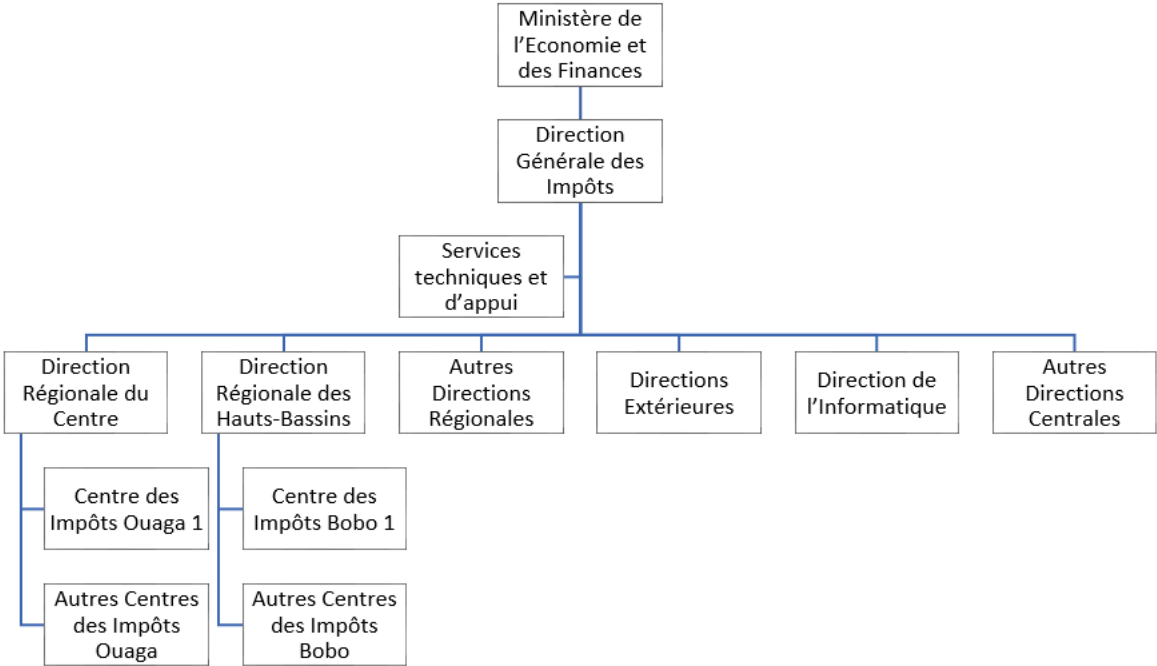 Ministère de
l’Economie et
des Finances
Direction
Générale des
Impôts
Services
techniques et
d’appui
Direction
Régionale du
Centre
Direction
Régionale des
Hauts-Bassins
Autres
Directions
Régionales
Directions
Extérieures
Direction de
l’Informatique
Autres
Directions
Centrales
Centre des
Impôts Ouaga 1
Centre des
Impôts Bobo 1
Autres Centres
des Impôts
Ouaga
Autres Centres
des Impôts
Bobo